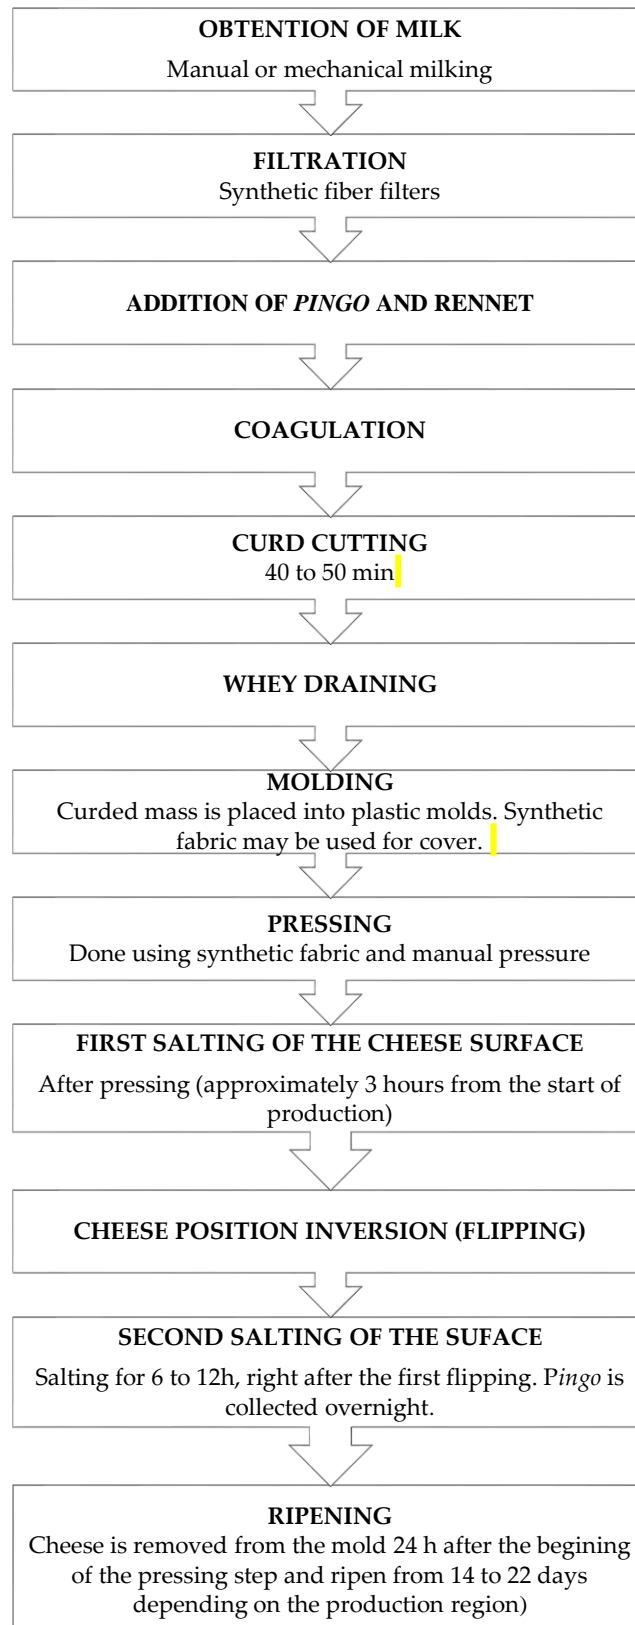 OBTENTION OF MILK
Manual or mechanical milking
FILTRATION
Synthetic fiber filters
ADDITION OF PINGO AND RENNET
COAGULATION
CURD CUTTING
40 to 50 min
WHEY DRAINING
MOLDING
Curded mass is placed into plastic molds. Synthetic
fabric may be used for cover.
PRESSING
Done using synthetic fabric and manual pressure
FIRST SALTING OF THE CHEESE SURFACE
After pressing (approximately 3 hours from the start of
production)
CHEESE POSITION INVERSION (FLIPPING)
SECOND SALTING OF THE SUFACE
Salting for 6 to 12h, right after the first flipping. Pingo is
collected overnight.
RIPENING
Cheese is removed from the mold 24 h after the begining
of the pressing step and ripen from 14 to 22 days
depending on the production region)